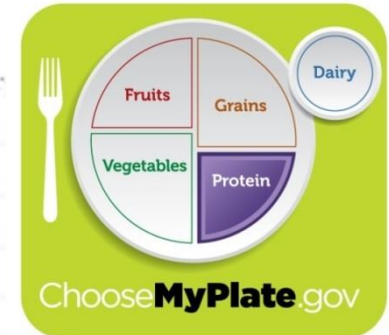 Dairy
Fruits
Grains
Vegetables
Protein
ChooseMyPlate.gov